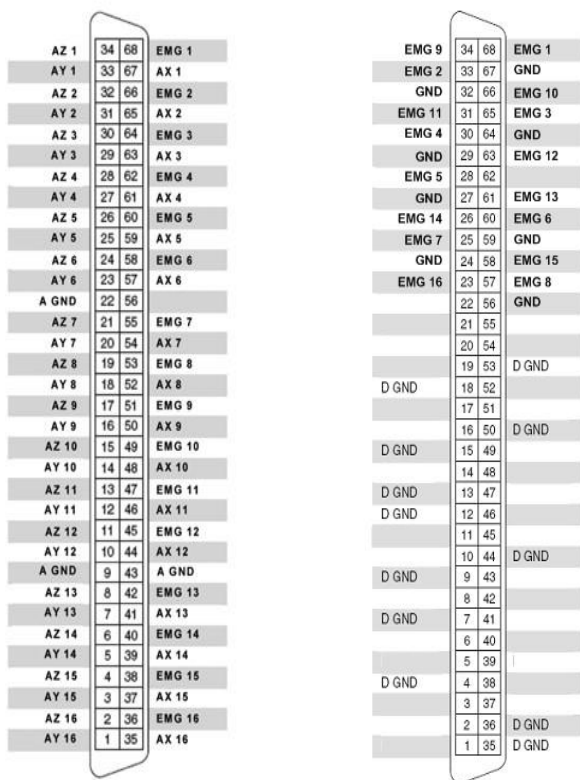 AZ 1 34 68 EMG 1
AY 1 33 67 AX 1
AZ 2 32 66 EMG 2
AY 2 31 65 AX 2
AZ 3 30 64 EMG 3
AY 3 29 63 AX 3
AZ 4 28 62 EMG 4
AY 4 27 61 AX 4
AZ 5 26 60 EMG 5
AY 5 25 59 AX 5
AZ 6 24 58 EMG 6
AY 6 23 57 AX 6
A GND 22 56
AZ 7 21 55 EMG 7
AY 7 20 54 AX 7
AZ 8 19 53 EMG 8
AY 8 18 52 AX 8
AZ 9 17 51 EMG 9
AY 9 16 50 AX 9
AZ 10 15 49 EMG 10
AY 10 14 48 AX 10
AZ 11 13 47 EMG 11
AY 11 12 46 AX 11
AZ 12 11 45 EMG 12
AY 12 10 44 AX 12
A GND 9 43 A GND
AZ 13 8 42 EMG 13
AY 13 7 41 AX 13
AZ 14 6 40 EMG 14
AY 14 5 39 AX 14
AZ 15 4 38 EMG 15
AY 15 3 37 AX 15
AZ 16 2 36 EMG 16
AY 16 1 35 AX 16
EMG 9 34 68 EMG 1
EMG 2 33 67 GND
GND 32 66 EMG 10
EMG 11 31 65 EMG 3
EMG 4 30 64 GND
GND 29 63 EMG 12
EMG 5 28 62
GND 27 61 EMG 13
EMG 14 26 60 EMG 6
EMG 7 25 59 GND
GND 24 58 EMG 15
EMG 16 23 57 EMG 8
22 56 GND
21 55
20 54
19 53 D GND
D GND 18 52
17 51
16 50 D GND
D GND 15 49
14 48
D GND 13 47
D GND 12 46
11 45
10 44 D GND
D GND 9 43
8 42
D GND 7 41
6 40
5 39
D GND 4 38
3 37
2 36 D GND
1 35 D GND